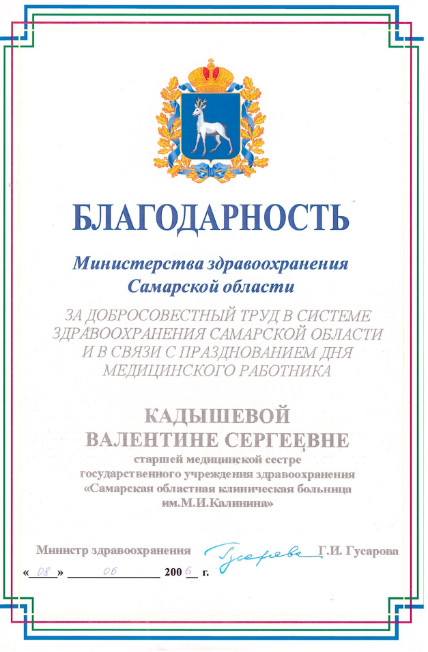 БЛАГОДАРНОСТЬ
Министерства здравоохранения
Самарской области
ЗА ДОБРОСОВЕСТНЫЙ ТРУД В СИСТЕМЕ
ЗДРАВООХРАНЕНИЯ САМАРСКОЙ ОБЛАСТИ
И В СВЯЗИ С ПРАЗДНОВАНИЕМ ДНЯ
МЕДИЦИНСКОГО РАБОТНИКА
КАДЫШЕВОЙ
ВАЛЕНТИНЕ СЕРГЕЕВНЕ
старшей медицинской сестре
государственного учреждения здравоохранения
«Самарская областная клиническая больница
им.М.И.Калинина»
Министр здравоохранения Гусарова Г.И. Гусарова
« 08 » 06 2006 г.